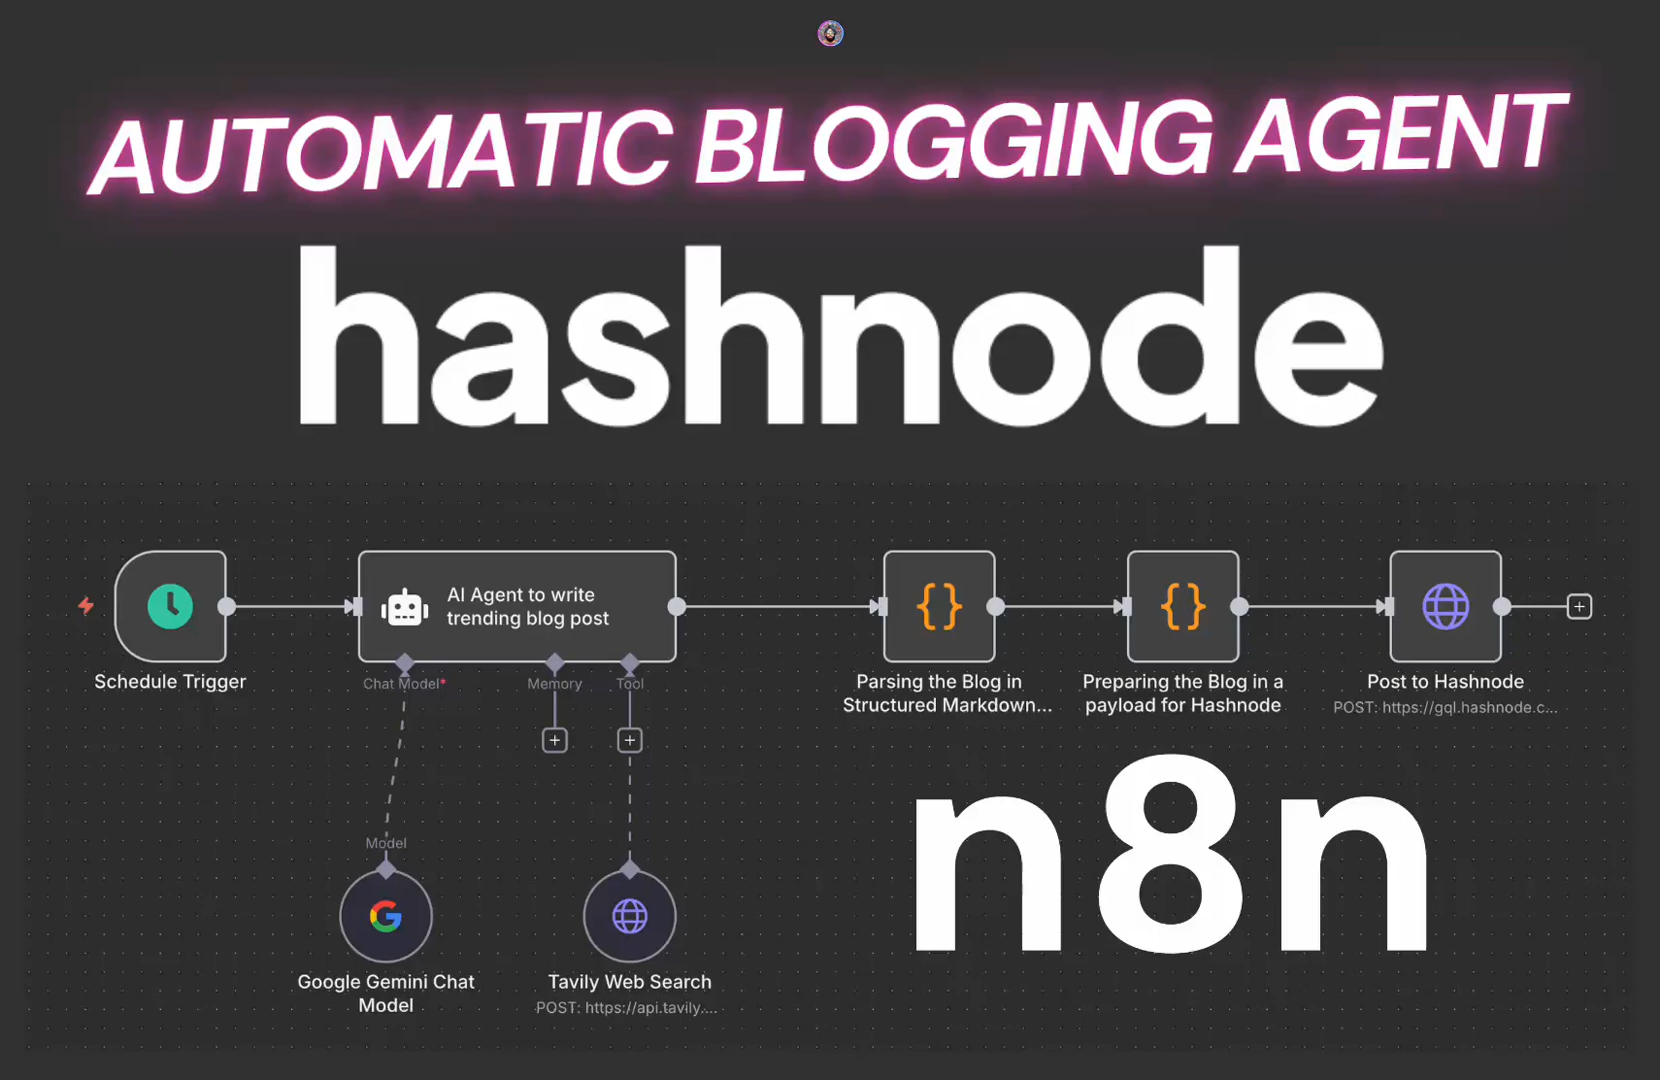 AUTOMATIC BLOGGING AGENT
hashnode
AI Agent to write
trending blog post
{}
{}
Schedule Trigger
Chat Model*
Memory
Tool
Parsing the Blog in
Structured Markdown...
Preparing the Blog in a
payload for Hashnode
Post to Hashnode
POST: https://gql.hashnode.c...
n8n
Model
G
Google Gemini Chat
Model
Tavily Web Search
POST: https://api.tavily....